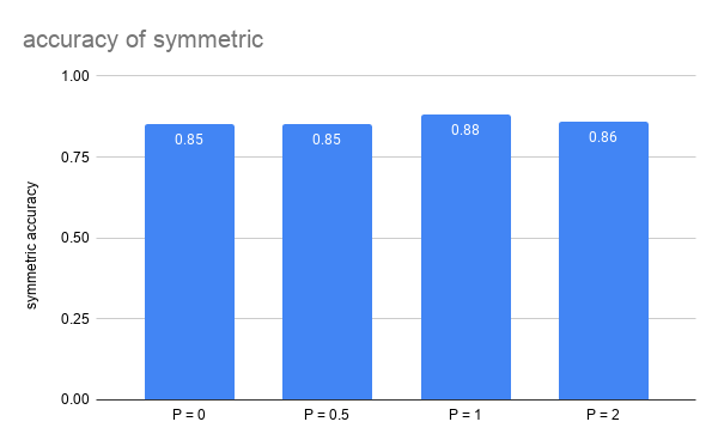 accuracy of symmetric
symmetric accuracy
1.00
0.75
0.50
0.25
0.00
0.85
0.85
0.88
0.86
P = 0
P = 0.5
P = 1
P = 2